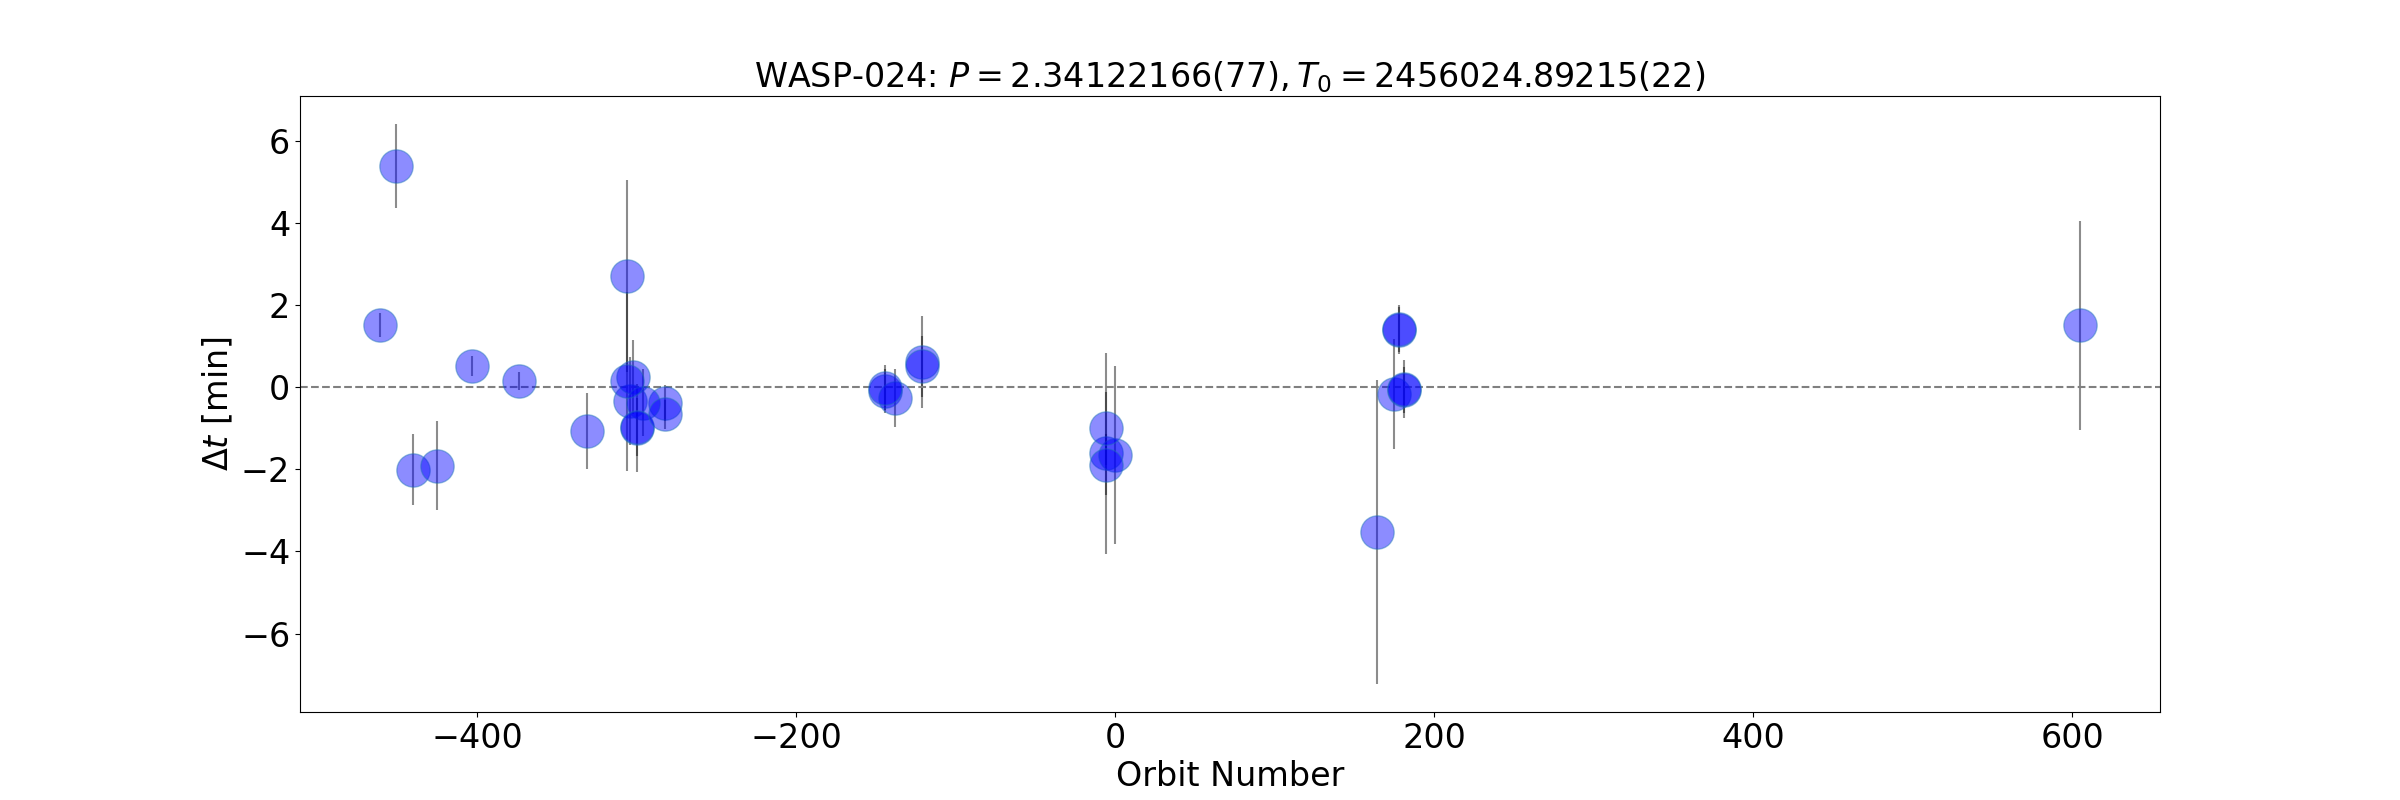 WASP-024: P = 2.34122166(77), T₀ = 2456024.89215(22)
6
4
2
0
−2
−4
−6
Δt [min]
−400 −200 0 200 400 600
Orbit Number